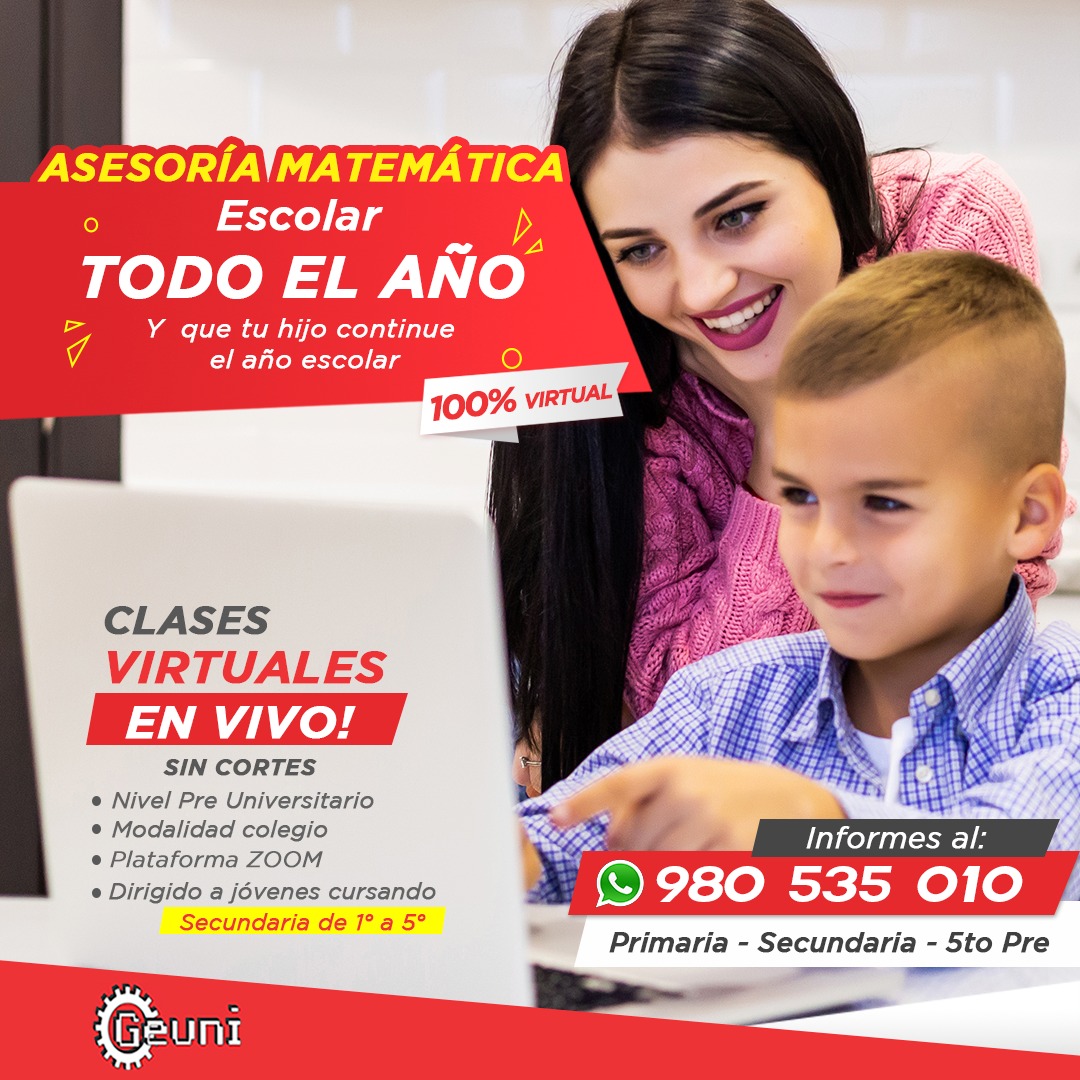 ASESORÍA MATEMÁTICA
Escolar
TODO EL AÑO
Y que tu hijo continue
el año escolar
100% VIRTUAL
CLASES
VIRTUALES
EN VIVO!
SIN CORTES
• Nivel Pre Universitario
• Modalidad colegio
• Plataforma ZOOM
• Dirigido a jóvenes cursando
Secundaria de 1° a 5°
Informes al:
980 535 010
Primaria - Secundaria - 5to Pre
Geuni